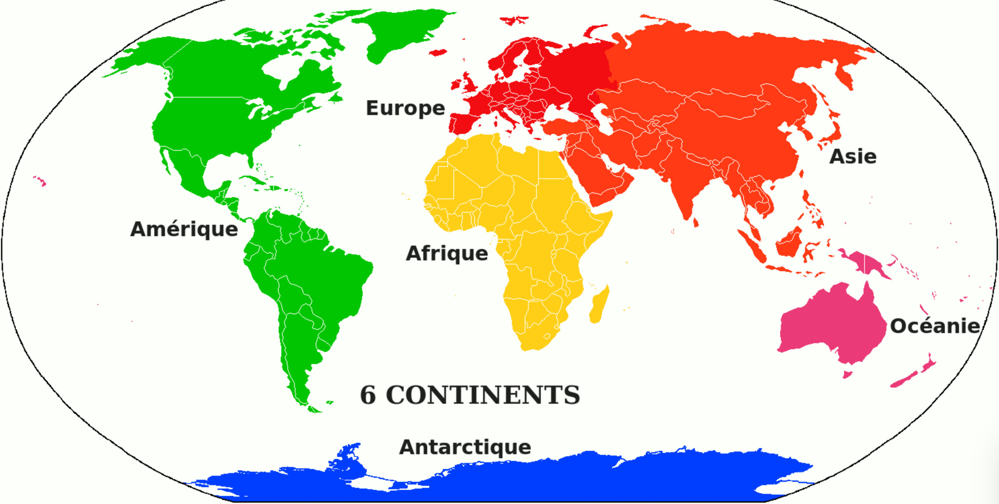 Europe
Asie
Amérique
Afrique
Océanie
6 CONTINENTS
Antarctique